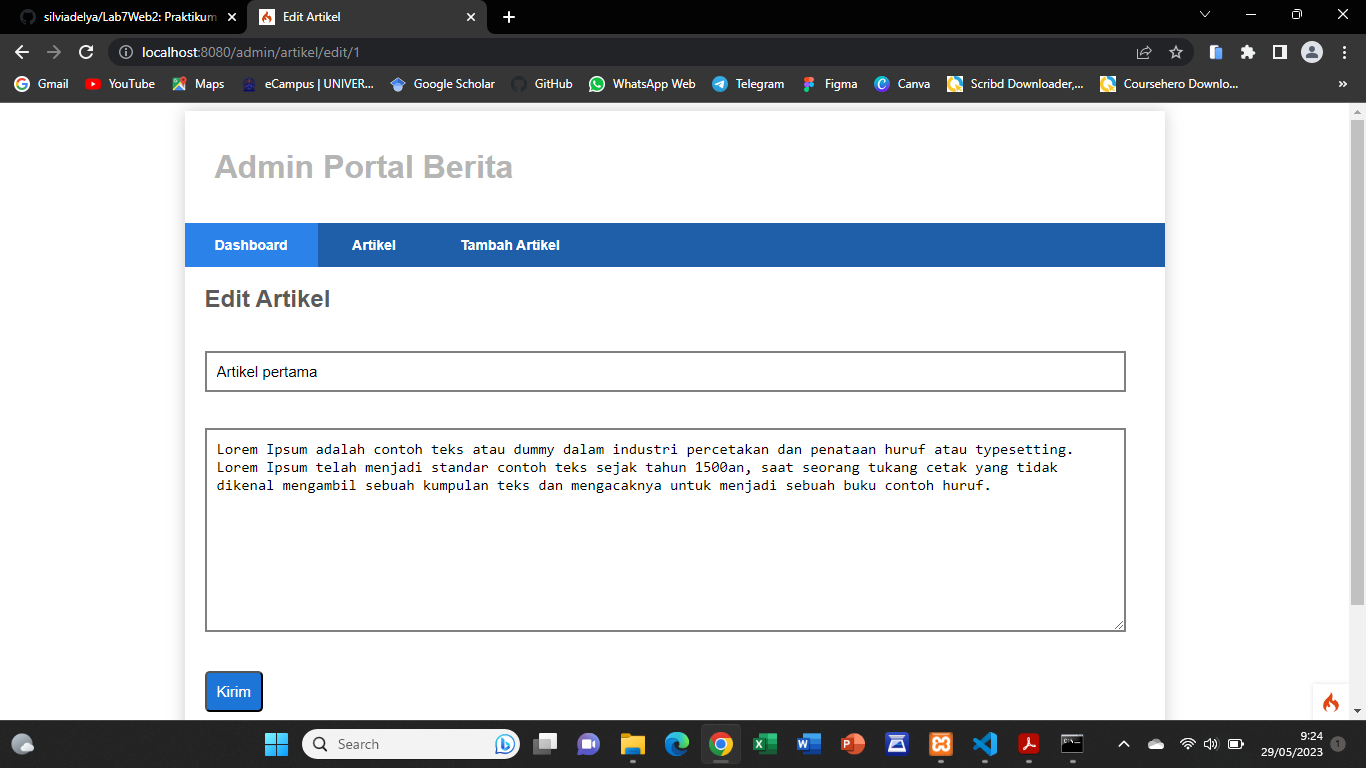 silviadelya/Lab7Web2: Praktikum
Edit Artikel
localhost:8080/admin/artikel/edit/1
Gmail
YouTube
Maps
eCampus | UNIVER...
Google Scholar
GitHub
WhatsApp Web
Telegram
Figma
Canva
Scribd Downloader,...
Coursehero Downlo...
»
Admin Portal Berita
Dashboard
Artikel
Tambah Artikel
Edit Artikel
Artikel pertama
Lorem Ipsum adalah contoh teks atau dummy dalam industri percetakan dan penataan huruf atau typesetting.
Lorem Ipsum telah menjadi standar contoh teks sejak tahun 1500an, saat seorang tukang cetak yang tidak
dikenal mengambil sebuah kumpulan teks dan mengacaknya untuk menjadi sebuah buku contoh huruf.
Kirim
Search
9:24
29/05/2023
1